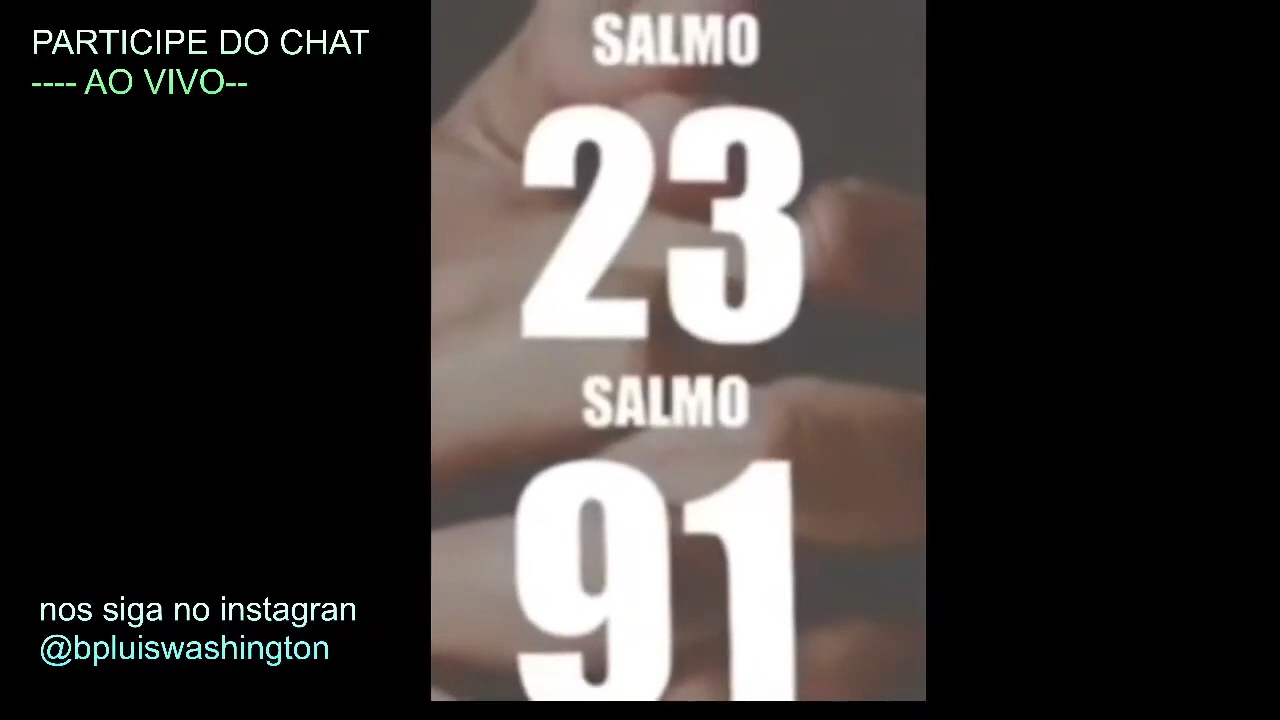 PARTICIPE DO CHAT
---- AO VIVO--
SALMO
23
SALMO
91
nos siga no instagran
@bpluiswashington